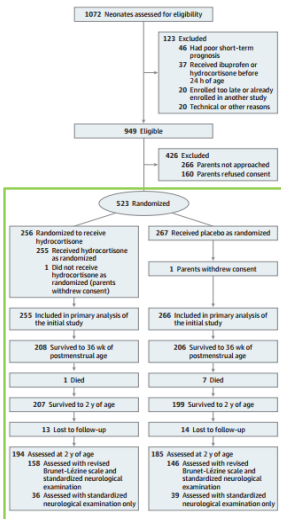 1072 Neonates assessed for eligibility
123 Excluded
46 Had poor short-term
prognosis
37 Received ibuprofen or
hydrocortisone before
24 h of age
20 Enrolled too late or already
enrolled in another study
20 Technical or other reasons
949 Eligible
426 Excluded
266 Parents not approached
160 Parents refused consent
523 Randomized
256 Randomized to receive
hydrocortisone
255 Received hydrocortisone
as randomized
1 Did not receive
hydrocortisone as
randomized (parents
withdrew consent)
267 Received placebo as randomized
1 Parents withdrew consent
255 Included in primary analysis of
the initial study
266 Included in primary analysis of
the initial study
208 Survived to 36 wk of
postmenstrual age
206 Survived to 36 wk of
postmenstrual age
1 Died
7 Died
207 Survived to 2 y of age
199 Survived to 2 y of age
13 Lost to follow-up
14 Lost to follow-up
194 Assessed at 2 y of age
158 Assessed with revised
Brunet-Lézine scale and
standardized neurological
examination
36 Assessed with standardized
neurological examination only
185 Assessed at 2 y of age
146 Assessed with revised
Brunet-Lézine scale and
standardized neurological
examination
39 Assessed with standardized
neurological examination only